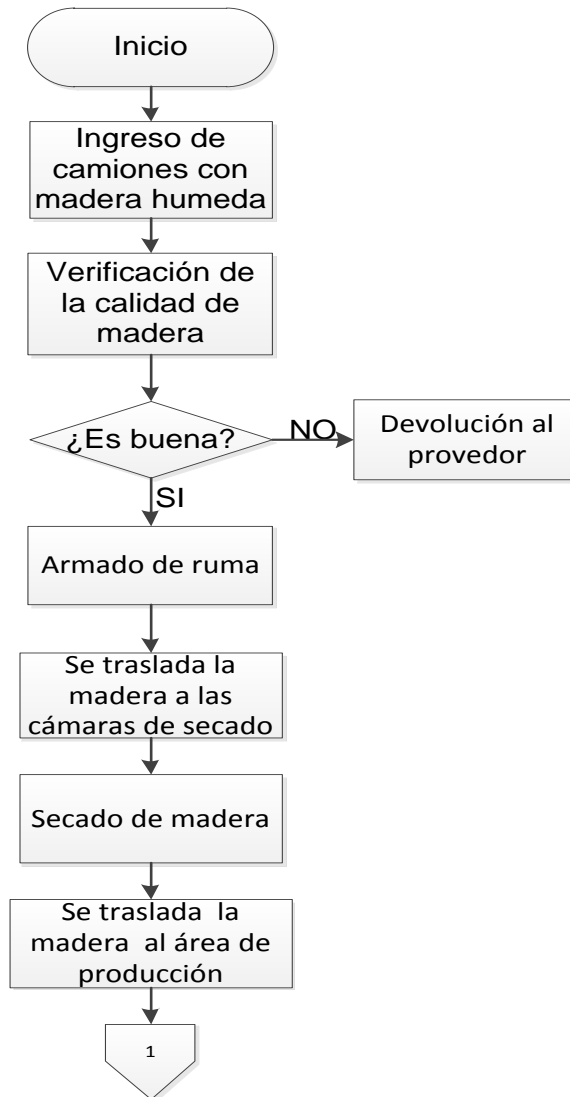 Inicio
Ingreso de
camiones con
madera humeda
Verificación de
la calidad de
madera
¿Es buena?
NO
Devolución al
provedor
SI
Armado de ruma
Se traslada la
madera a las
cámaras de secado
Secado de madera
Se traslada la
madera al área de
producción
1